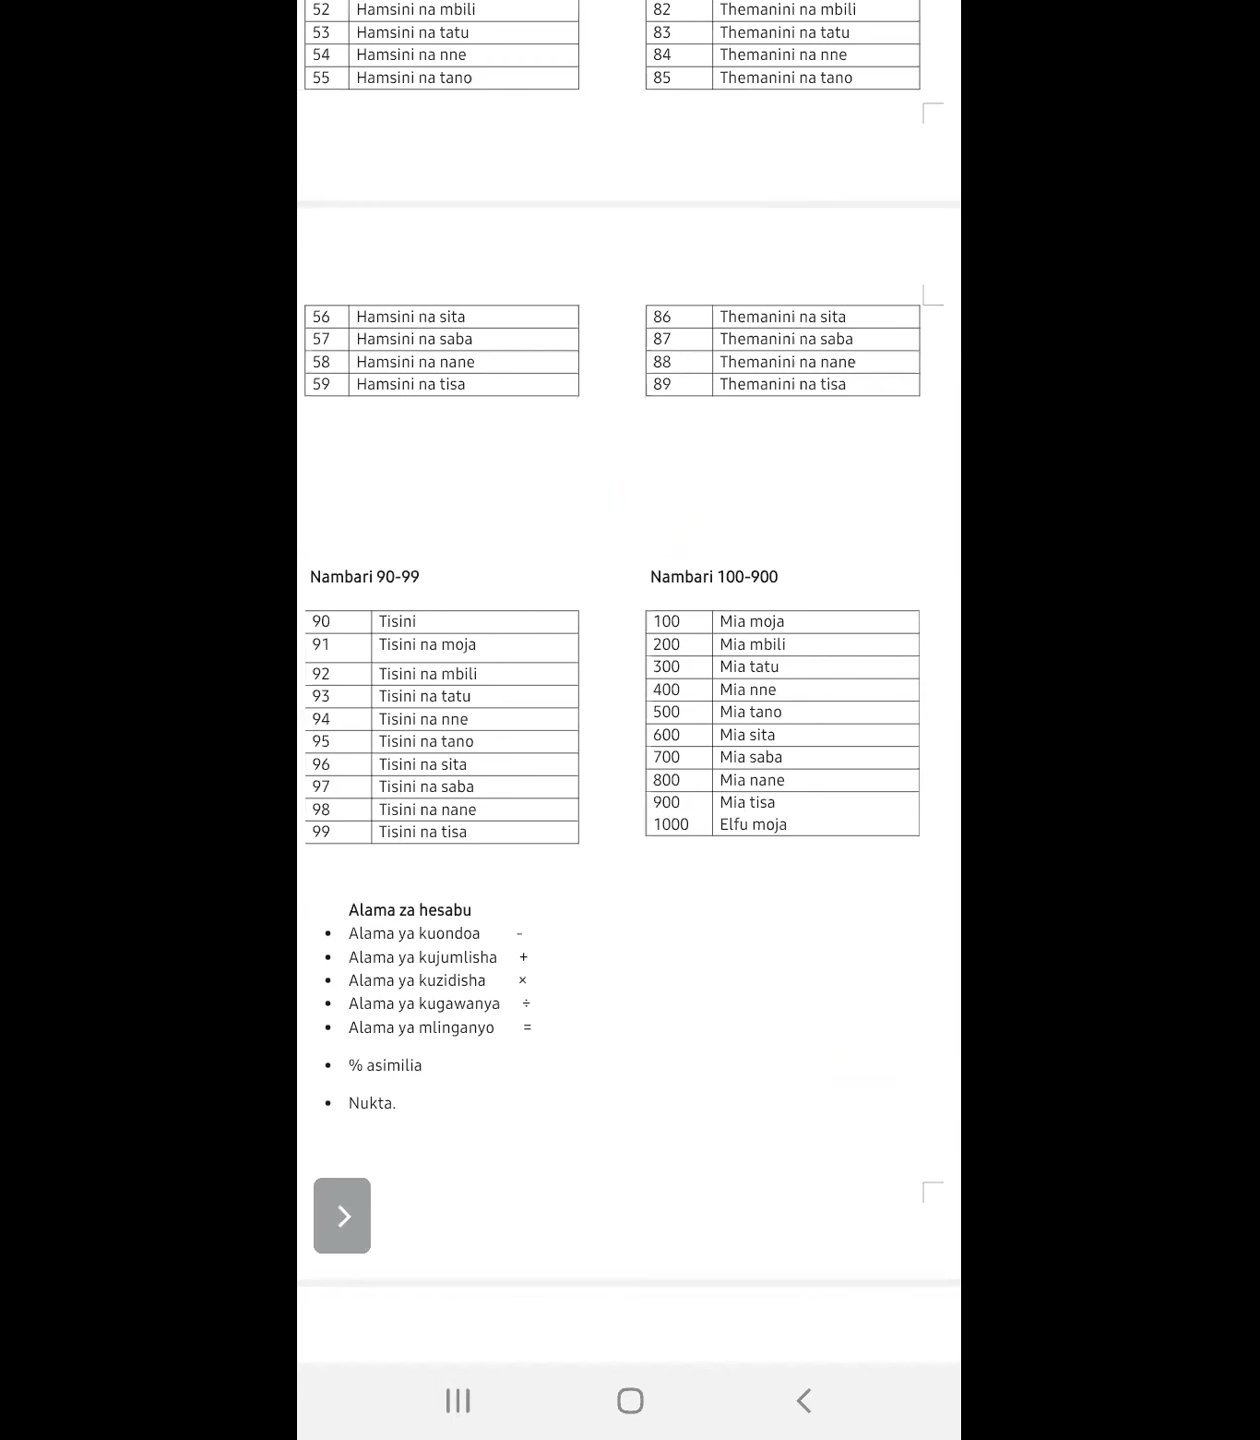 52 Hamsini na mbili
53 Hamsini na tatu
54 Hamsini na nne
55 Hamsini na tano
82 Themanini na mbili
83 Themanini na tatu
84 Themanini na nne
85 Themanini na tano
56 Hamsini na sita
57 Hamsini na saba
58 Hamsini na nane
59 Hamsini na tisa
86 Themanini na sita
87 Themanini na saba
88 Themanini na nane
89 Themanini na tisa
Nambari 90-99
90 Tisini
91 Tisini na moja
92 Tisini na mbili
93 Tisini na tatu
94 Tisini na nne
95 Tisini na tano
96 Tisini na sita
97 Tisini na saba
98 Tisini na nane
99 Tisini na tisa
Nambari 100-900
100 Mia moja
200 Mia mbili
300 Mia tatu
400 Mia nne
500 Mia tano
600 Mia sita
700 Mia saba
800 Mia nane
900 Mia tisa
1000 Elfu moja
Alama za hesabu
• Alama ya kuondoa -
• Alama ya kujumlisha +
• Alama ya kuzidisha ×
• Alama ya kugawanya ÷
• Alama ya mlinganyo =
• % asimilia
• Nukta.